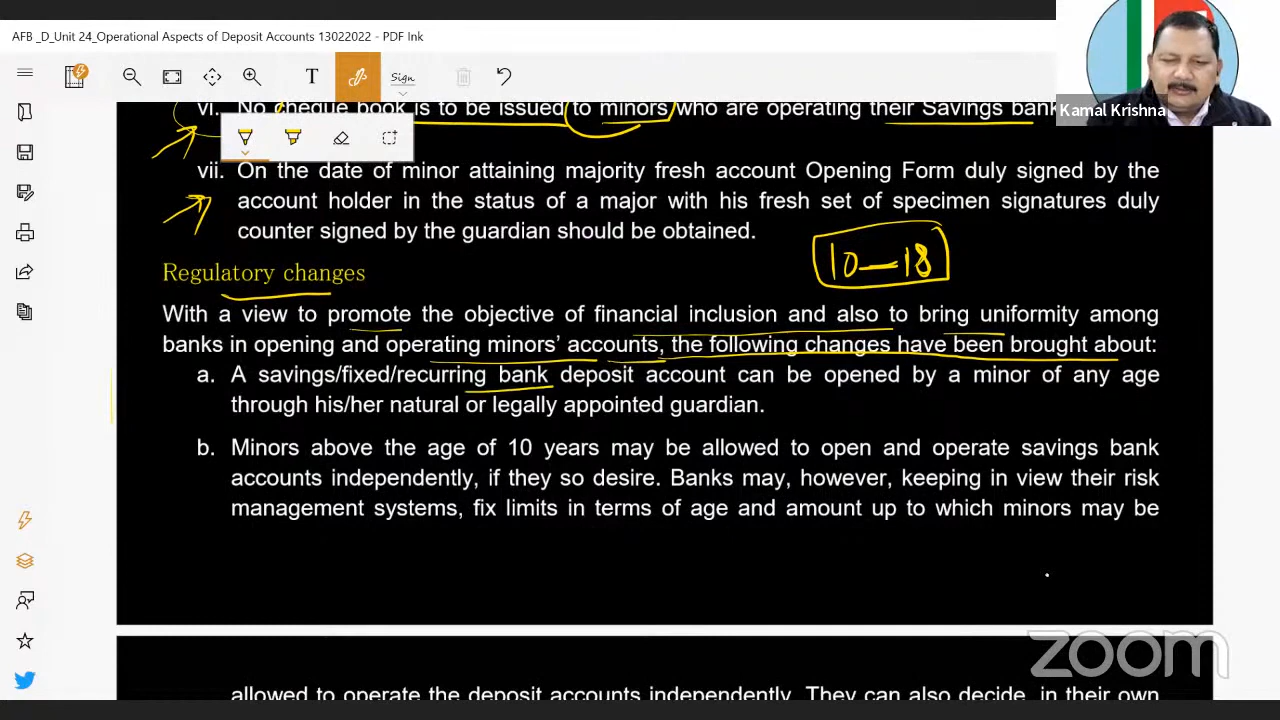 AFB _D_Unit 24_Operational Aspects of Deposit Accounts 13022022 - PDF Ink
T
Sign
Kamal Krishna
vi. No cheque book is to be issued to minors who are operating their Savings bank
vii. On the date of minor attaining majority fresh account Opening Form duly signed by the
account holder in the status of a major with his fresh set of specimen signatures duly
counter signed by the guardian should be obtained.
10—18
Regulatory changes
With a view to promote the objective of financial inclusion and also to bring uniformity among
banks in opening and operating minors’ accounts, the following changes have been brought about:
a. A savings/fixed/recurring bank deposit account can be opened by a minor of any age
through his/her natural or legally appointed guardian.
b. Minors above the age of 10 years may be allowed to open and operate savings bank
accounts independently, if they so desire. Banks may, however, keeping in view their risk
management systems, fix limits in terms of age and amount up to which minors may be
zoom
allowed to operate the deposit accounts independently. They can also decide, in their own